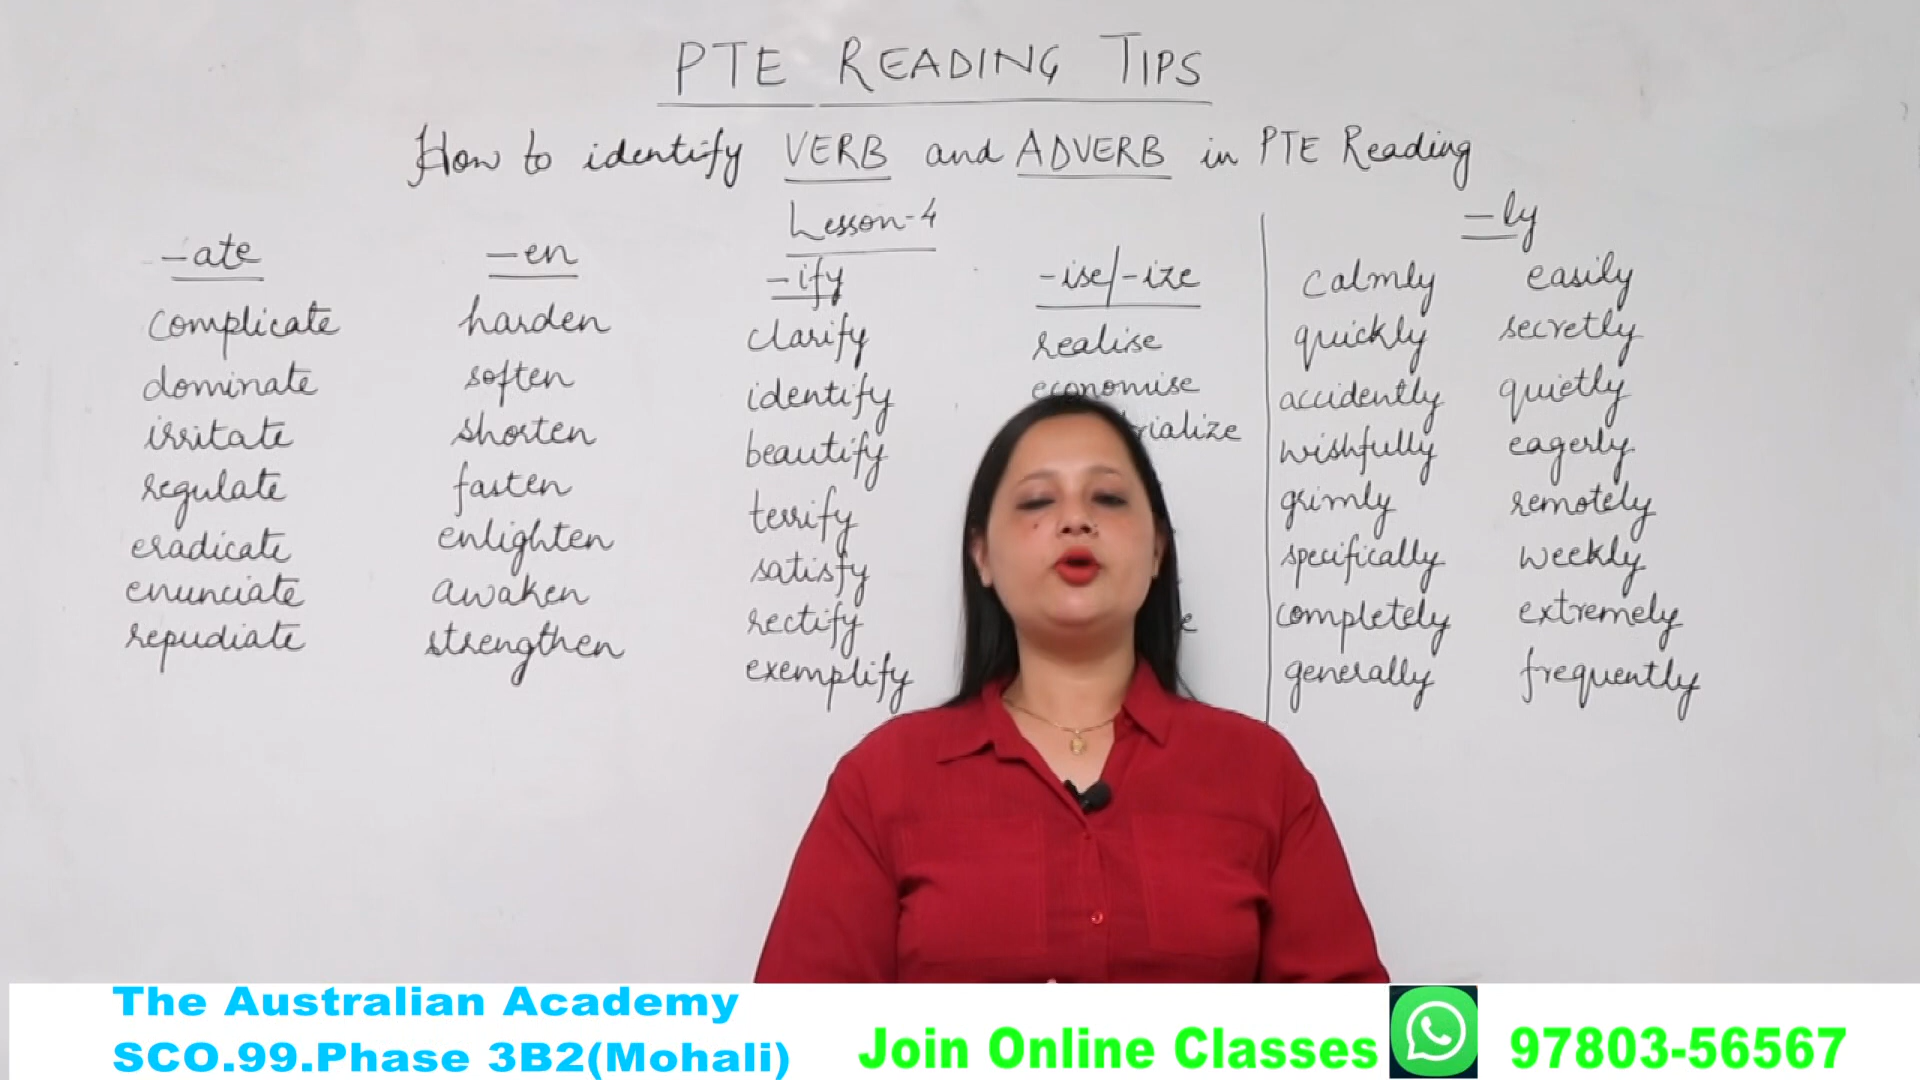 PTE READING TIPS
How to identify VERB and ADVERB in PTE Reading
Lesson-4
-ate
complicate
dominate
irritate
regulate
eradicate
enunciate
repudiate
-en
harden
soften
shorten
fasten
enlighten
awaken
strengthen
-ify
clarify
identify
beautify
terrify
satisfy
rectify
exemplify
-ise/-ize
realise
economise
-ly
calmly
quickly
accidently
wishfully
grimly
specifically
completely
generally
easily
secretly
quietly
eagerly
remotely
weekly
extremely
frequently
The Australian Academy
SCO.99.Phase 3B2(Mohali)
Join Online Classes 97803-56567